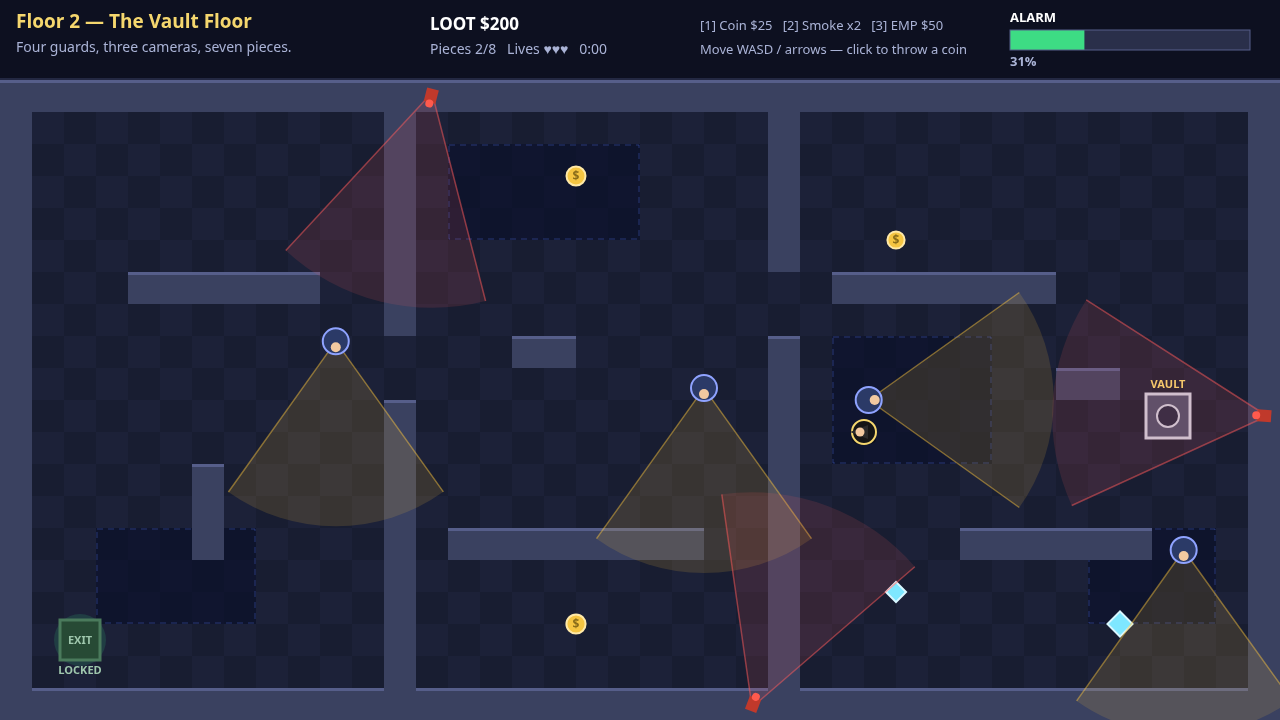 Floor 2 — The Vault Floor
Four guards, three cameras, seven pieces.
LOOT $200
Pieces 2/8 Lives ♥♥♥ 0:00
[1] Coin $25 [2] Smoke x2 [3] EMP $50
Move WASD / arrows — click to throw a coin
ALARM
31%
$
$
VAULT
$
EXIT
LOCKED